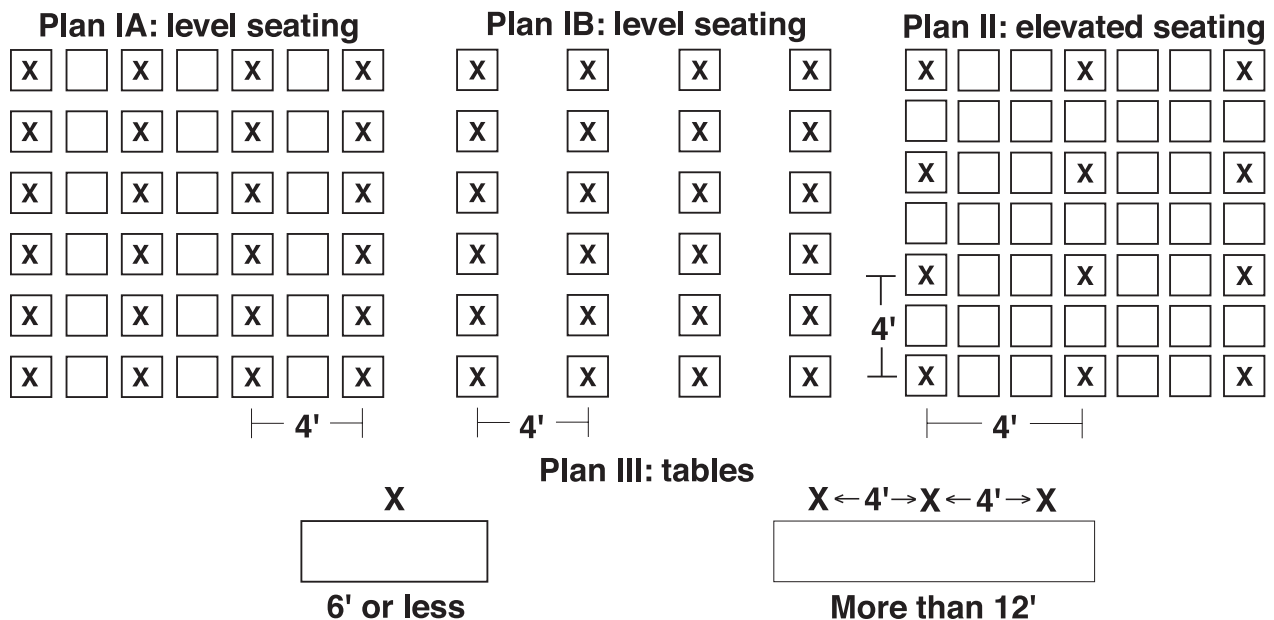 Plan IA: level seating Plan IB: level seating Plan II: elevated seating
X X X X X X X X X X X
X X X X X X X X
X X X X X X X X X X X
X X X X X X X X
X X X
4'
X X X X X X X X
X X X X X X X X X X X
4' 4' 4'
Plan III: tables
X X ←4'→ X ←4'→ X
6' or less More than 12'